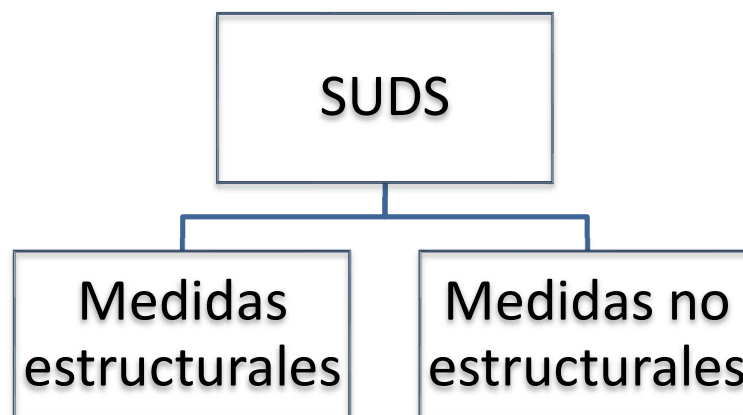 SUDS
Medidas
estructurales
Medidas no
estructurales